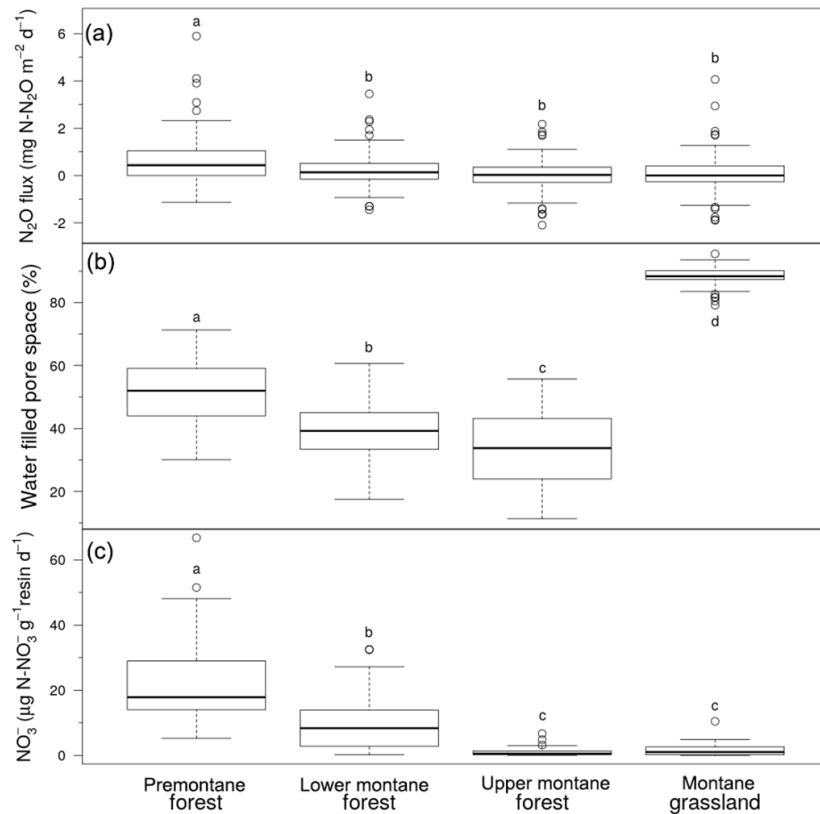 (a)
N₂O flux (mg N-N₂O m⁻² d⁻¹)
6
4
2
0
-2
a
b
b
b
(b)
Water filled pore space (%)
80
60
40
20
a
b
c
d
(c)
NO₃⁻ (µg N-NO₃⁻ g⁻¹resin d⁻¹)
60
40
20
0
a
b
c
c
Premontane
forest
Lower montane
forest
Upper montane
forest
Montane
grassland